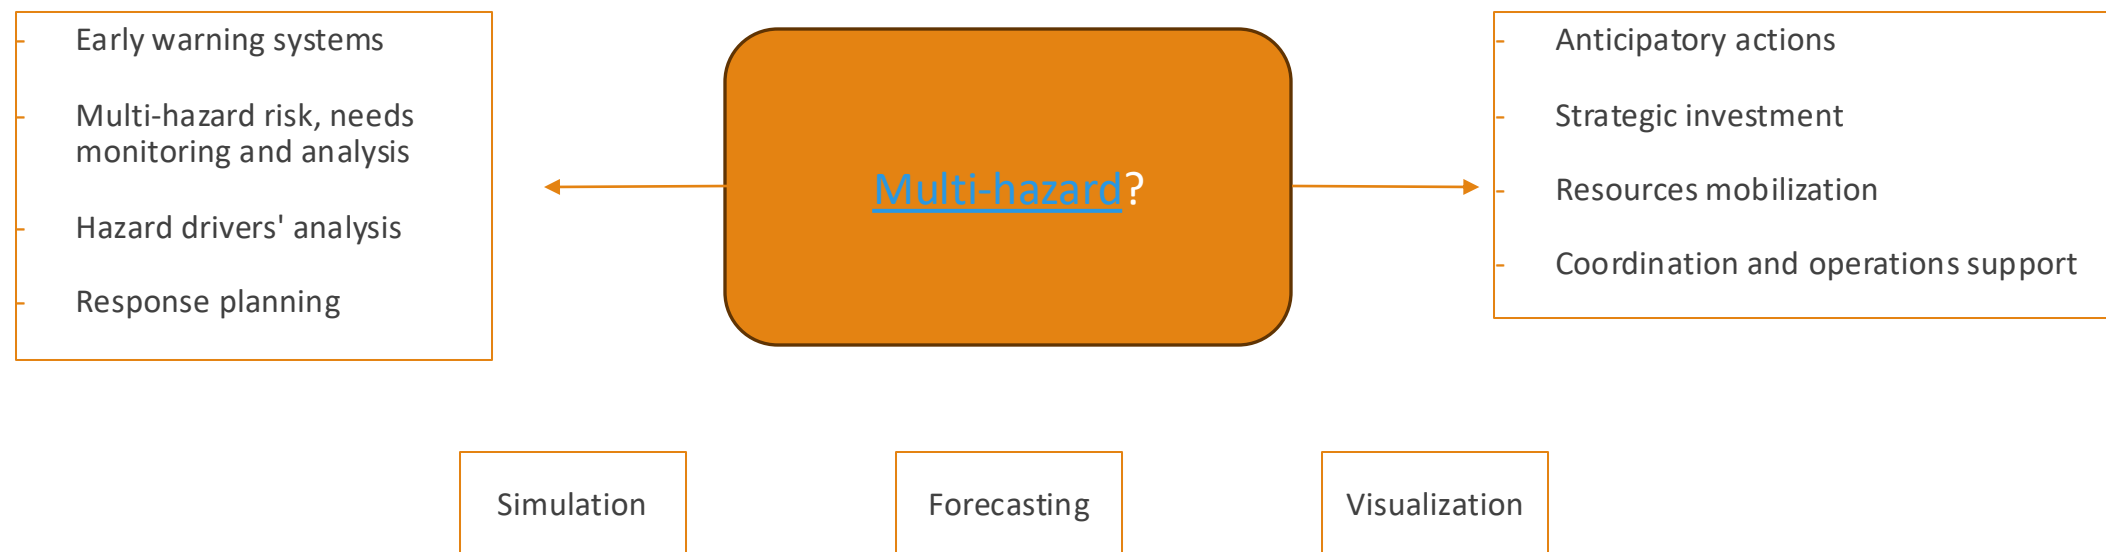 - Early warning systems
- Multi-hazard risk, needs
monitoring and analysis
- Hazard drivers' analysis
- Response planning
Multi-hazard?
- Anticipatory actions
- Strategic investment
- Resources mobilization
- Coordination and operations support
Simulation
Forecasting
Visualization